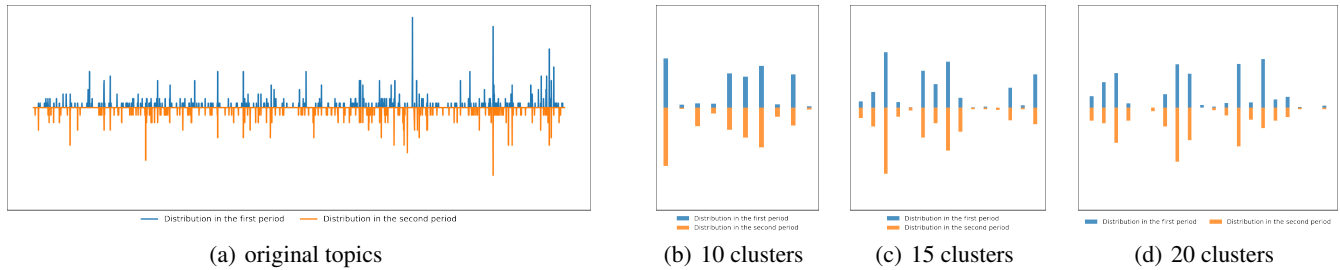 Distribution in the first period Distribution in the second period
(a) original topics
Distribution in the first period
Distribution in the second period
(b) 10 clusters
Distribution in the first period
Distribution in the second period
(c) 15 clusters
Distribution in the first period Distribution in the second period
(d) 20 clusters